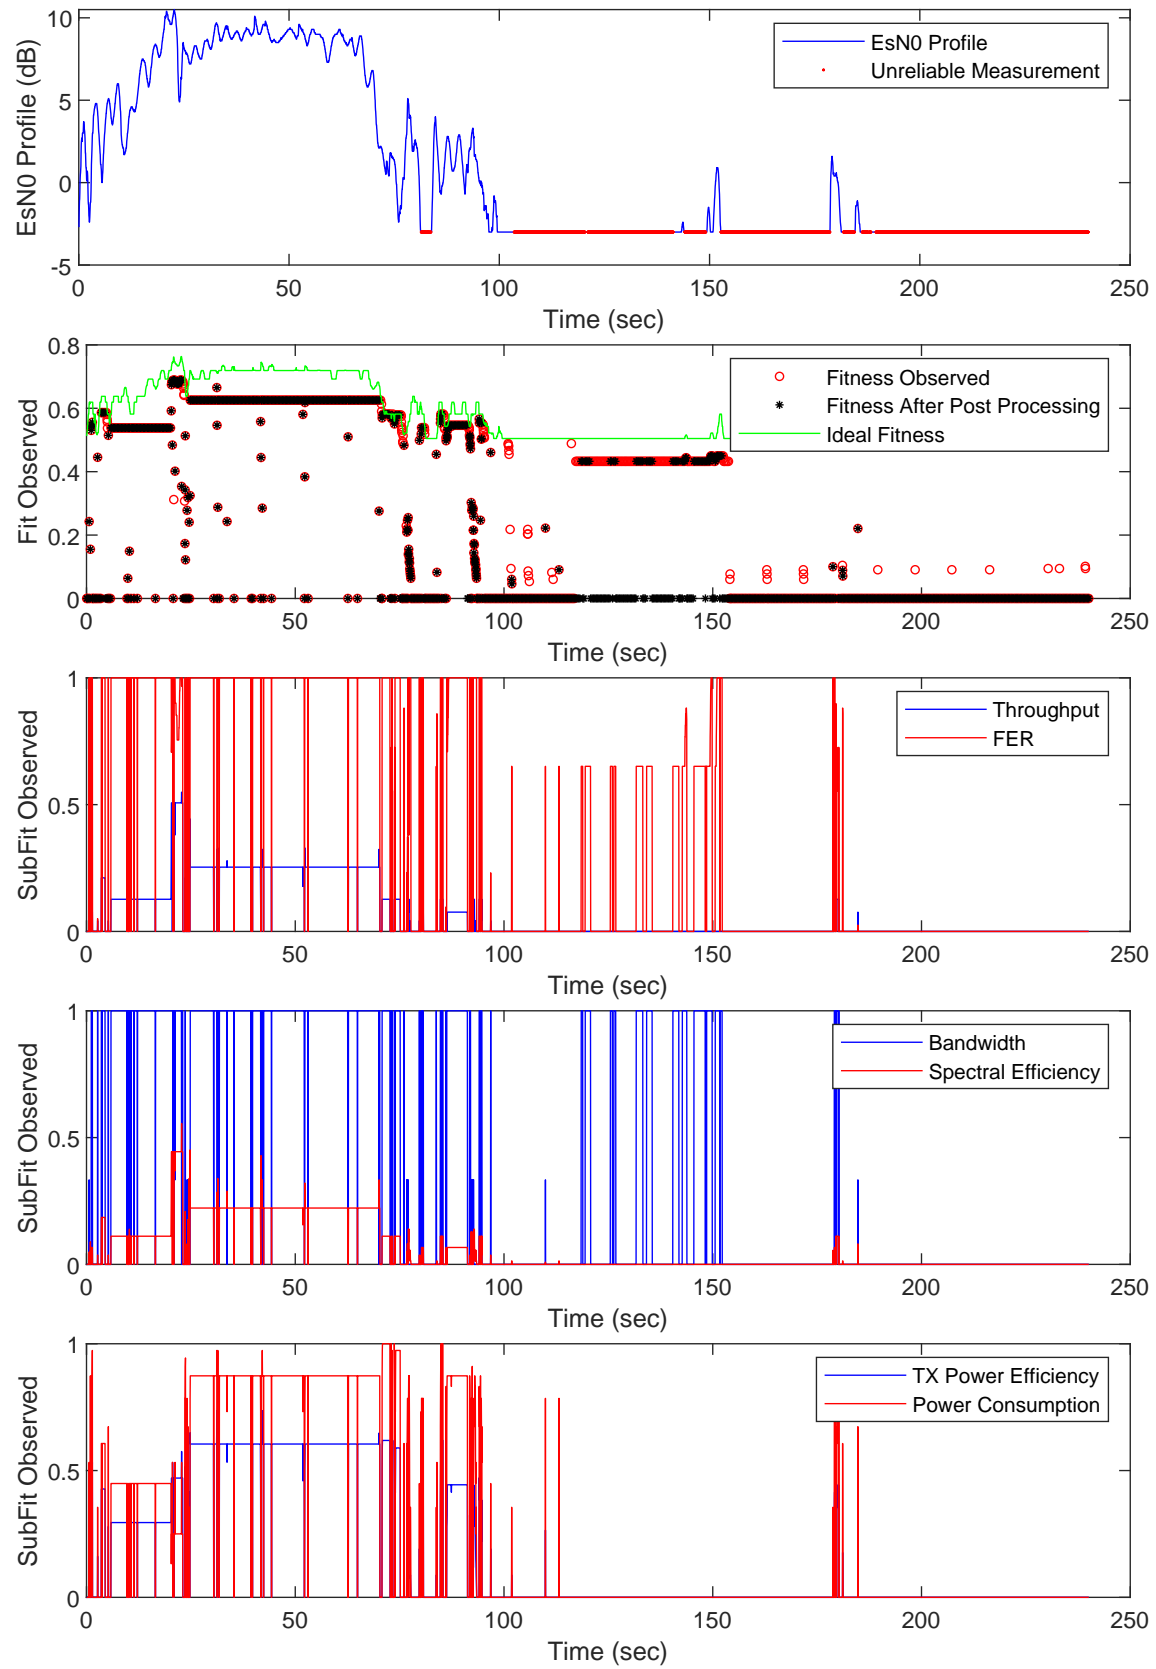 EsN0 Profile (dB)
10
5
0
-5
EsN0 Profile
Unreliable Measurement
0 50 100 150 200 250
Time (sec)
Fit Observed
0.8
0.6
0.4
0.2
0
Fitness Observed
Fitness After Post Processing
Ideal Fitness
0 50 100 150 200 250
Time (sec)
SubFit Observed
1
0.5
0
Throughput
FER
0 50 100 150 200 250
Time (sec)
SubFit Observed
1
0.5
0
Bandwidth
Spectral Efficiency
0 50 100 150 200 250
Time (sec)
SubFit Observed
1
0.5
0
TX Power Efficiency
Power Consumption
0 50 100 150 200 250
Time (sec)